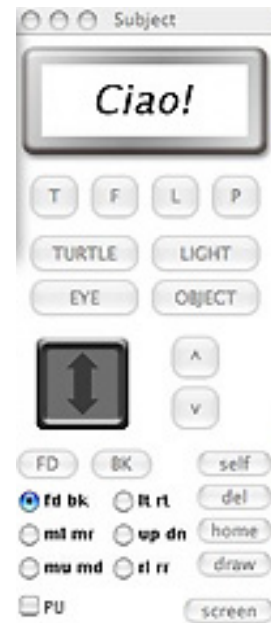 Subject
Ciao!
T F L P
TURTLE LIGHT
EYE OBJECT
^
v
FD BK self
fd bk lt rt del
ml mr up dn home
mu md rl rr draw
PU screen